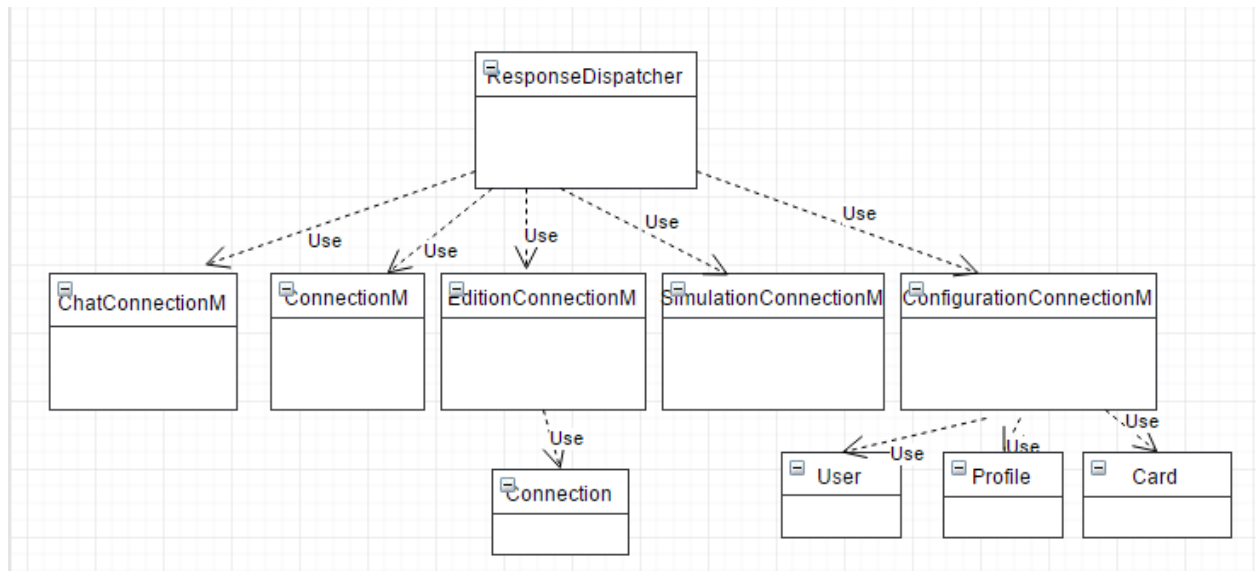 ResponseDispatcher
Use
Use
Use
Use
Use
ChatConnectionM
ConnectionM
EditionConnectionM
SimulationConnectionM
ConfigurationConnectionM
Use
Use
Use
Use
Connection
User
Profile
Card